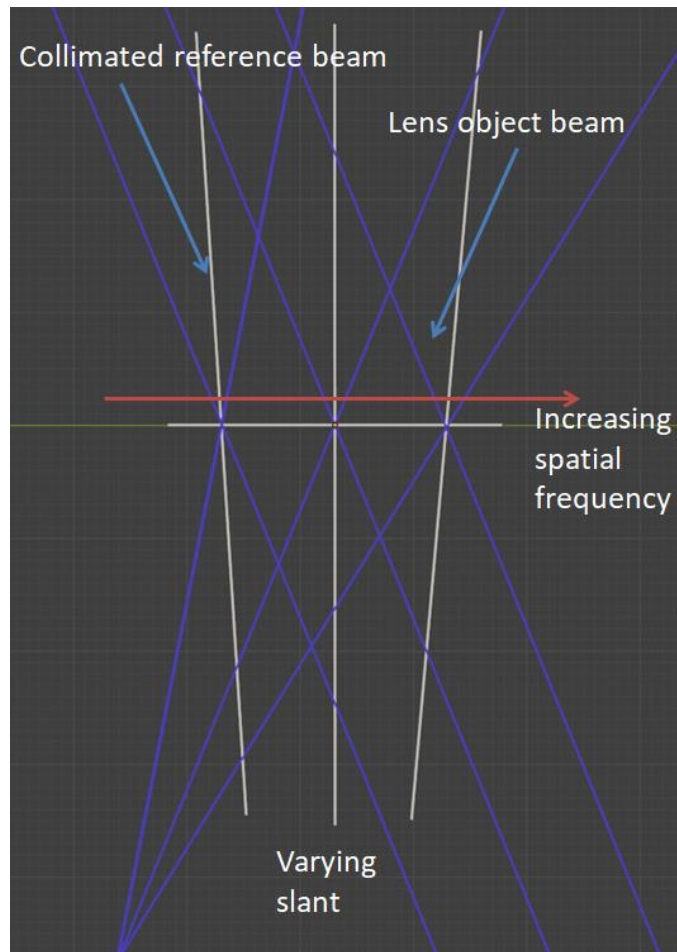 Collimated reference beam
Lens object beam
Increasing
spatial
frequency
Varying
slant